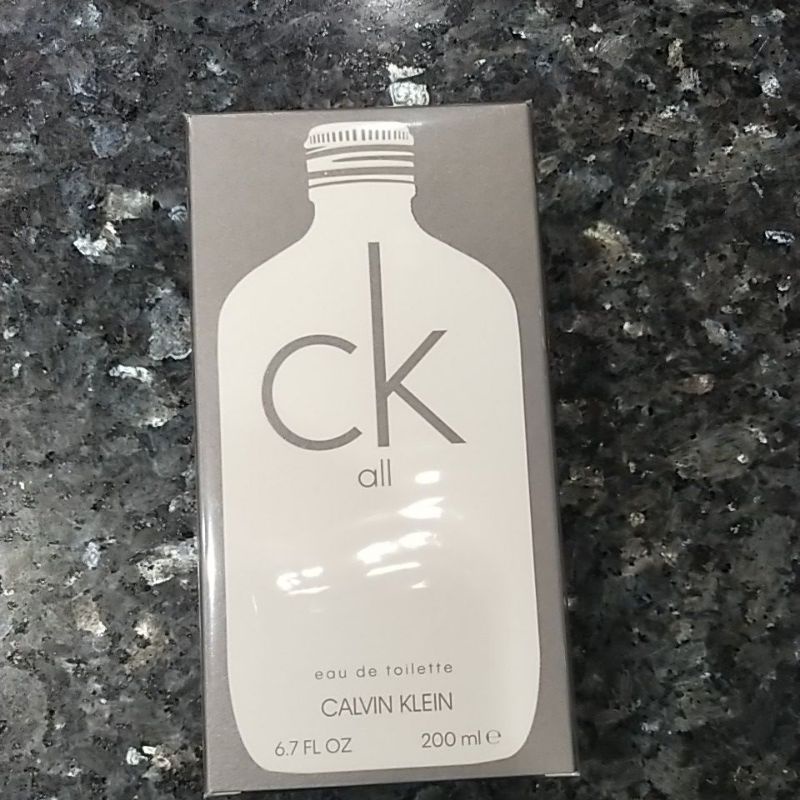 ck
all
eau de toilette
CALVIN KLEIN
6.7 FL OZ 200 ml ℮